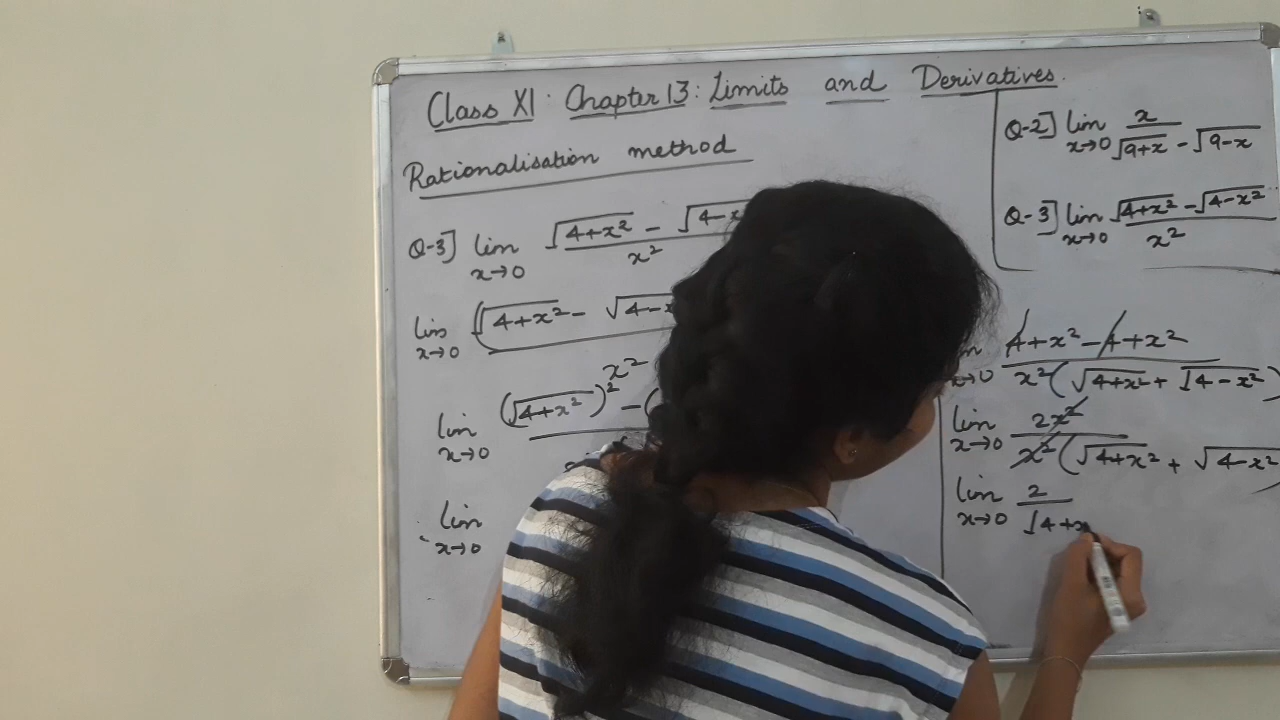 Class XI. Chapter 13: Limits and Derivatives.
Rationalisation method
Q-3] lim x→0 √(4+x²) - √(4-x
x²
lim x→0 (√(4+x²) - √(4-x
x²
lim x→0 (√(4+x²))² - (
lim x→0
Q-2] lim x→0 x / (√(9+x) - √(9-x))
Q-3] lim x→0 (√(4+x²) - √(4-x²)) / x²
x→0 (4+x²-4+x²) / (x²(√(4+x²) + √(4-x²)))
lim x→0 2x² / (x²(√(4+x²) + √(4-x²)))
lim x→0 2 / √(4+x